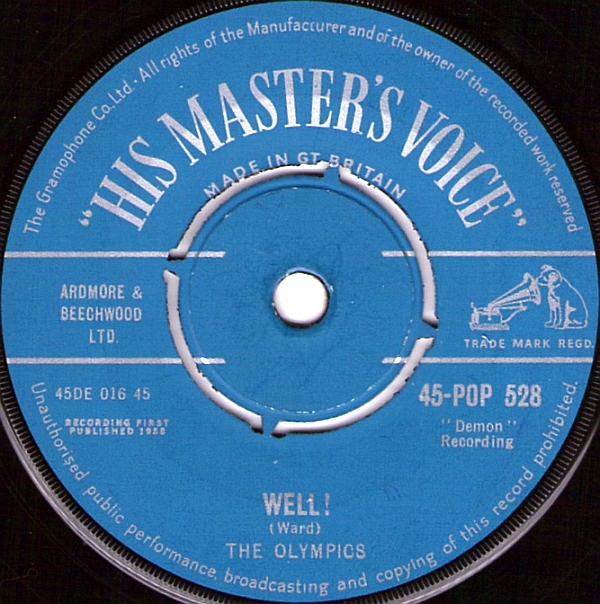 The Gramophone Co. Ltd. · All rights of the Manufacturer and of the owner of the recorded work reserved
"HIS MASTER'S VOICE"
MADE IN GT. BRITAIN
ARDMORE &
BEECHWOOD
LTD.
TRADE MARK REGD.
45DE 016 45
45-POP 528
RECORDING FIRST
PUBLISHED 1958
"Demon"
Recording
WELL!
(Ward)
THE OLYMPICS
Unauthorised public performance, broadcasting and copying of this record prohibited.